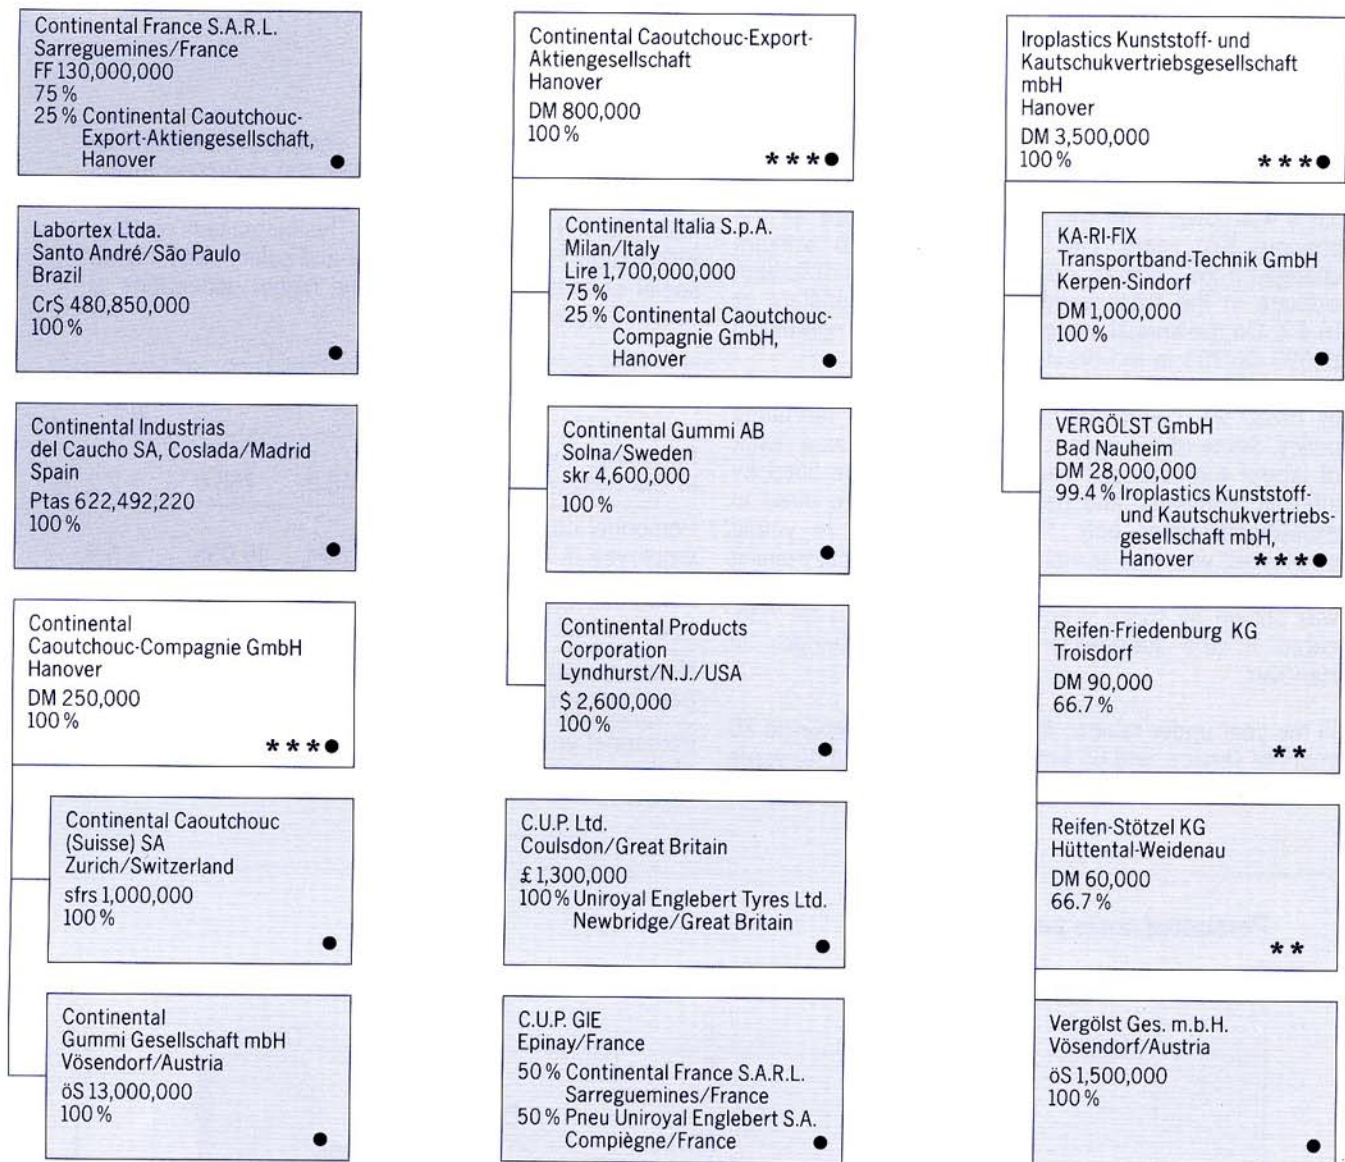 Continental France S.A.R.L.
Sarreguemines/France
FF 130,000,000
75 %
25 % Continental Caoutchouc-
Export-Aktiengesellschaft,
Hanover ●
Labortex Ltda.
Santo André/São Paulo
Brazil
Cr$ 480,850,000
100 %
●
Continental Industrias
del Caucho SA, Coslada/Madrid
Spain
Ptas 622,492,220
100 %
●
Continental
Caoutchouc-Compagnie GmbH
Hanover
DM 250,000
100 %
* * * ●
Continental Caoutchouc
(Suisse) SA
Zurich/Switzerland
sfrs 1,000,000
100 %
●
Continental
Gummi Gesellschaft mbH
Vösendorf/Austria
öS 13,000,000
100 %
●
Continental Caoutchouc-Export-
Aktiengesellschaft
Hanover
DM 800,000
100 %
* * * ●
Continental Italia S.p.A.
Milan/Italy
Lire 1,700,000,000
75 %
25 % Continental Caoutchouc-
Compagnie GmbH,
Hanover ●
Continental Gummi AB
Solna/Sweden
skr 4,600,000
100 %
●
Continental Products
Corporation
Lyndhurst/N.J./USA
$ 2,600,000
100 %
●
C.U.P. Ltd.
Coulsdon/Great Britain
£ 1,300,000
100 % Uniroyal Englebert Tyres Ltd.
Newbridge/Great Britain
●
C.U.P. GIE
Epinay/France
50 % Continental France S.A.R.L.
Sarreguemines/France
50 % Pneu Uniroyal Englebert S.A.
Compiègne/France ●
Iroplastics Kunststoff- und
Kautschukvertriebsgesellschaft
mbH
Hanover
DM 3,500,000
100 % * * * ●
KA-RI-FIX
Transportband-Technik GmbH
Kerpen-Sindorf
DM 1,000,000
100 %
●
VERGÖLST GmbH
Bad Nauheim
DM 28,000,000
99.4 % Iroplastics Kunststoff-
und Kautschukvertriebs-
gesellschaft mbH,
Hanover * * * ●
Reifen-Friedenburg KG
Troisdorf
DM 90,000
66.7 %
* *
Reifen-Stötzel KG
Hüttental-Weidenau
DM 60,000
66.7 %
* *
Vergölst Ges. m.b.H.
Vösendorf/Austria
öS 1,500,000
100 %
●